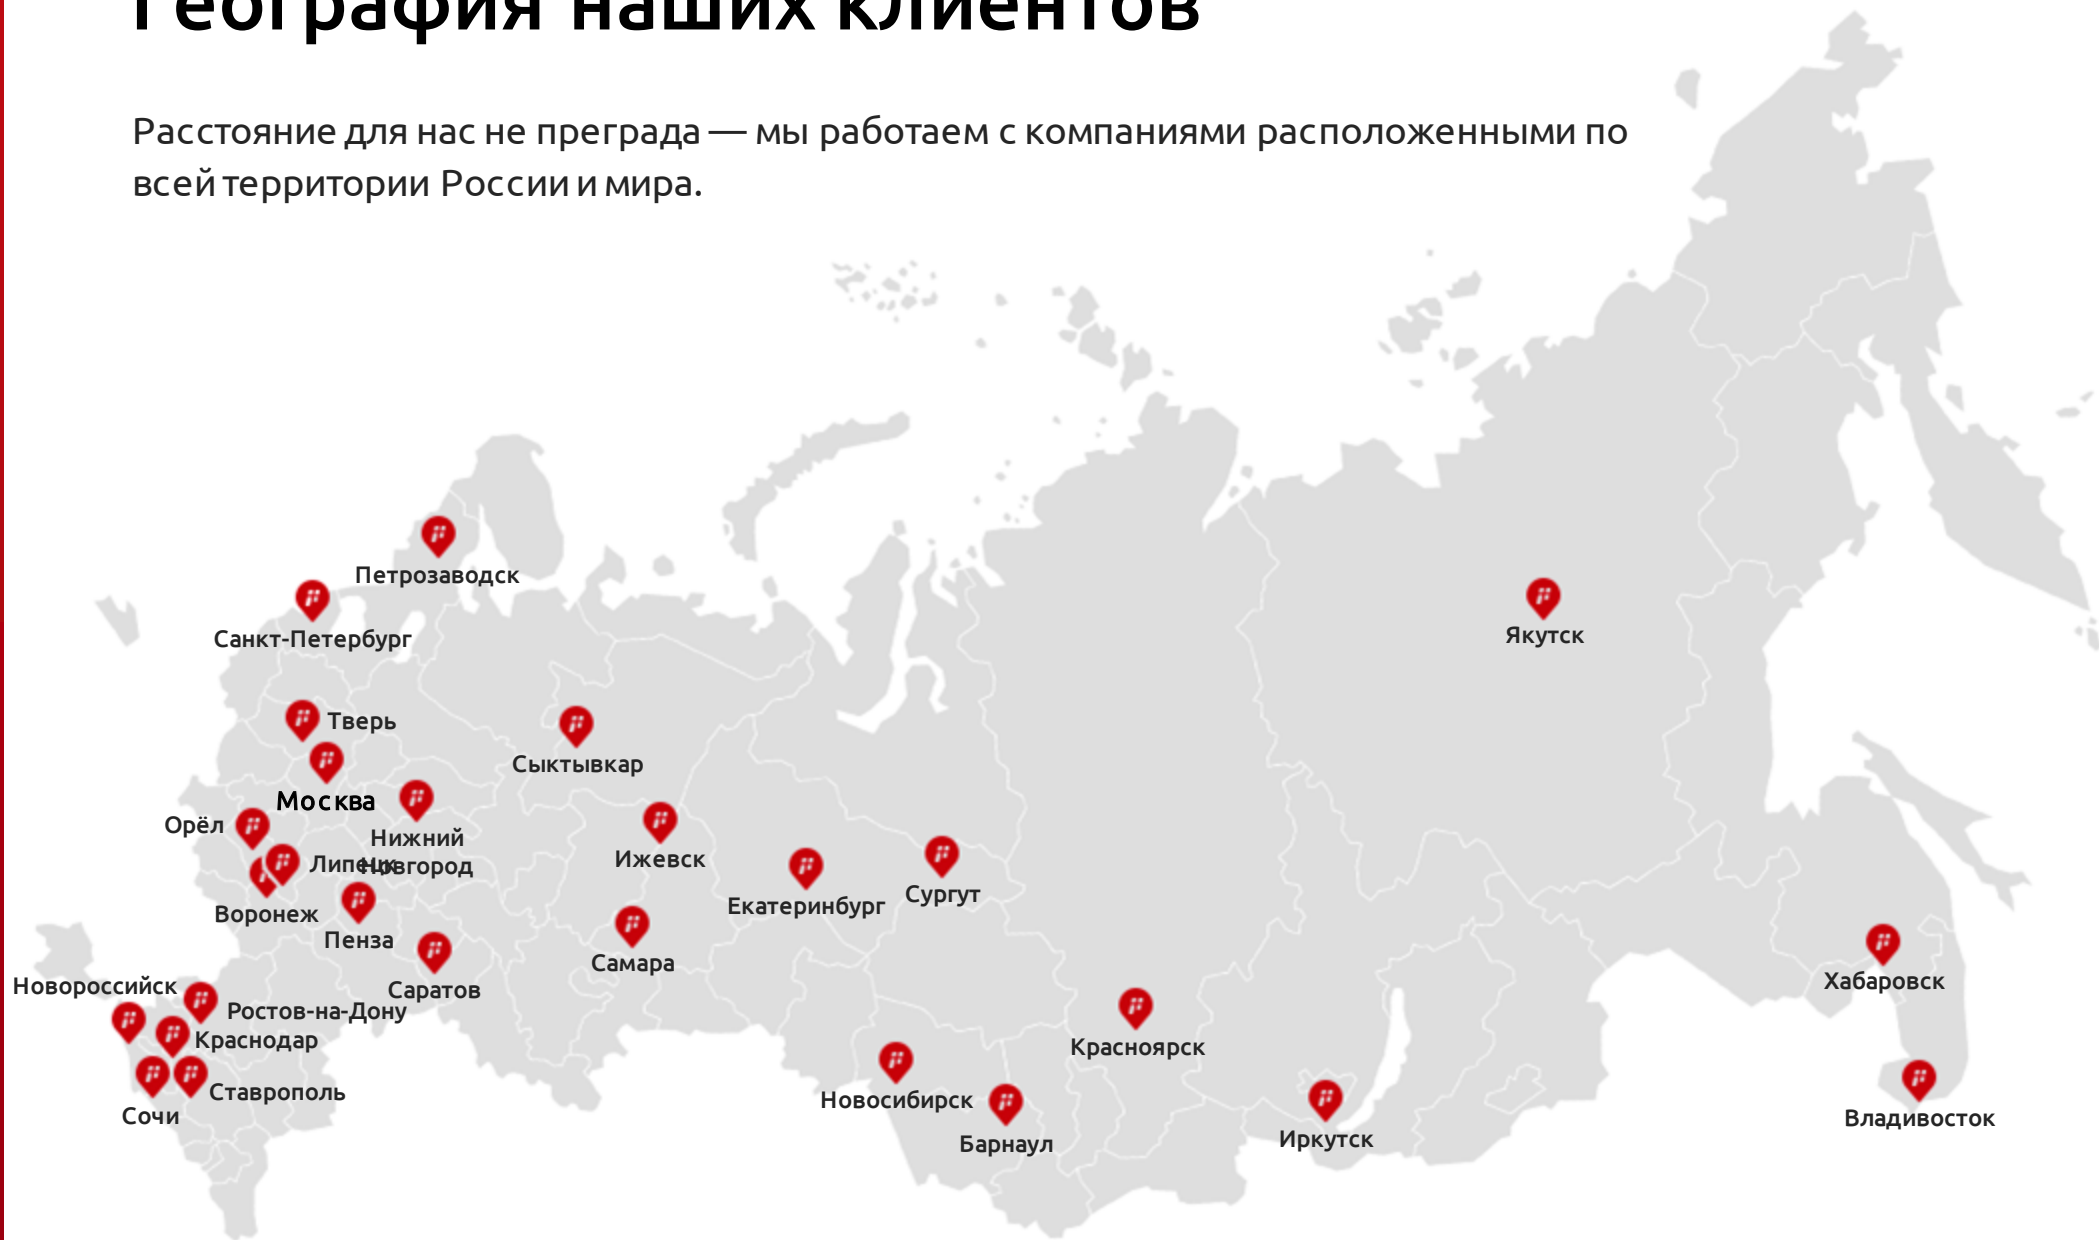 География наших клиентов
Расстояние для нас не преграда — мы работаем с компаниями расположенными по
всей территории России и мира.
Петрозаводск
Санкт-Петербург
Якутск
Тверь
Сыктывкар
Москва
Орёл
Нижний
Новгород
Липецк
Ижевск
Екатеринбург
Сургут
Воронеж
Пенза
Самара
Саратов
Хабаровск
Новороссийск
Ростов-на-Дону
Краснодар
Красноярск
Ставрополь
Сочи
Новосибирск
Барнаул
Иркутск
Владивосток